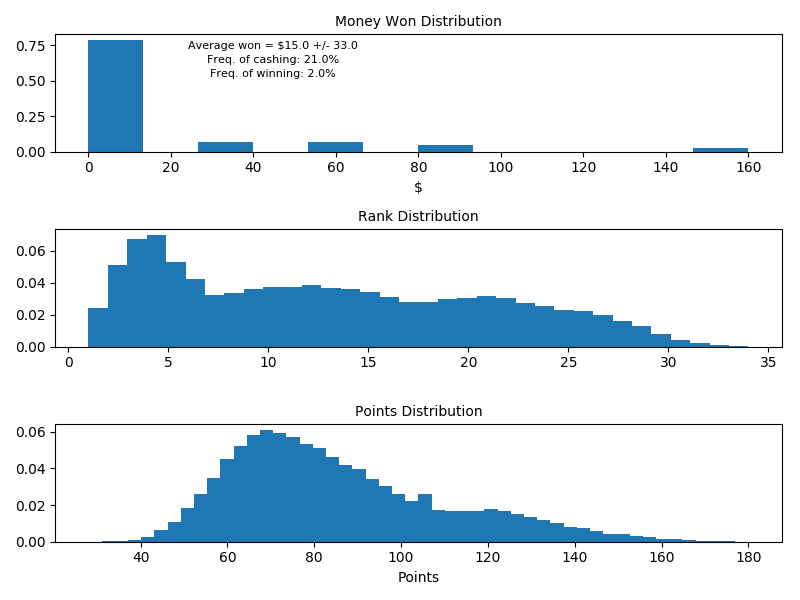 Money Won Distribution
Average won = $15.0 +/- 33.0
Freq. of cashing: 21.0%
Freq. of winning: 2.0%
0.75
0.50
0.25
0.00
0 20 40 60 80 100 120 140 160
$
Rank Distribution
0.06
0.04
0.02
0.00
0 5 10 15 20 25 30 35
Points Distribution
0.06
0.04
0.02
0.00
40 60 80 100 120 140 160 180
Points